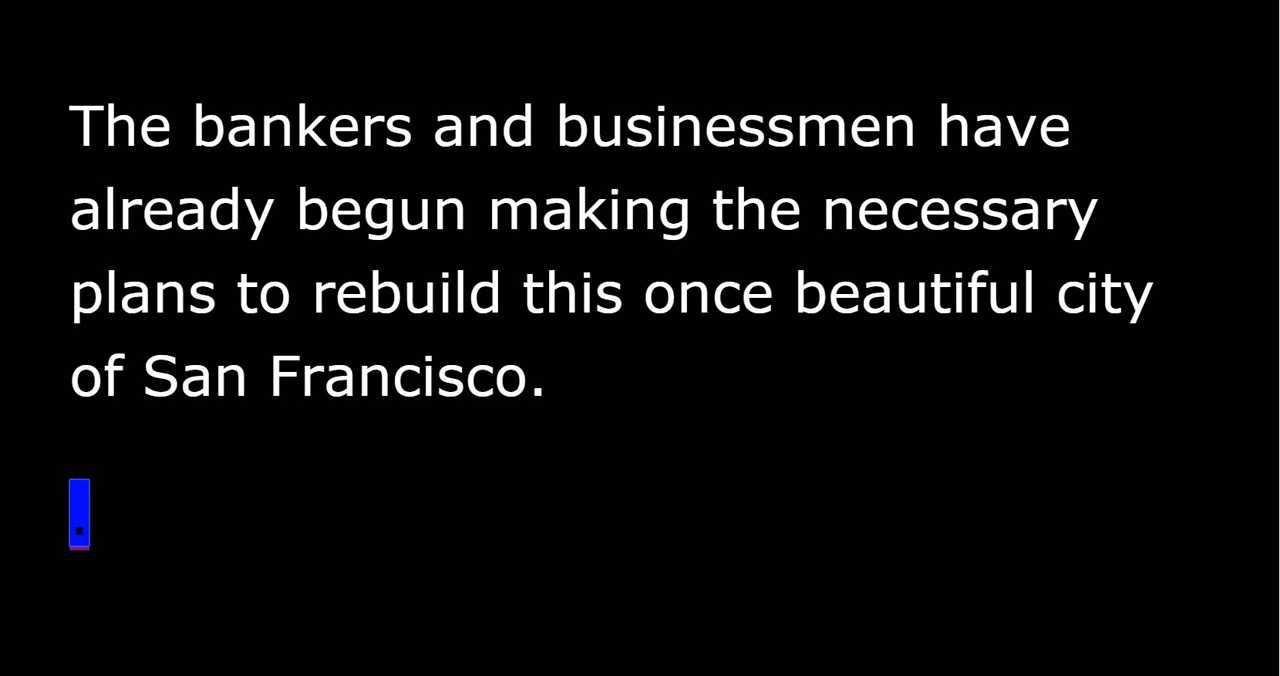 The bankers and businessmen have
already begun making the necessary
plans to rebuild this once beautiful city
of San Francisco.
.